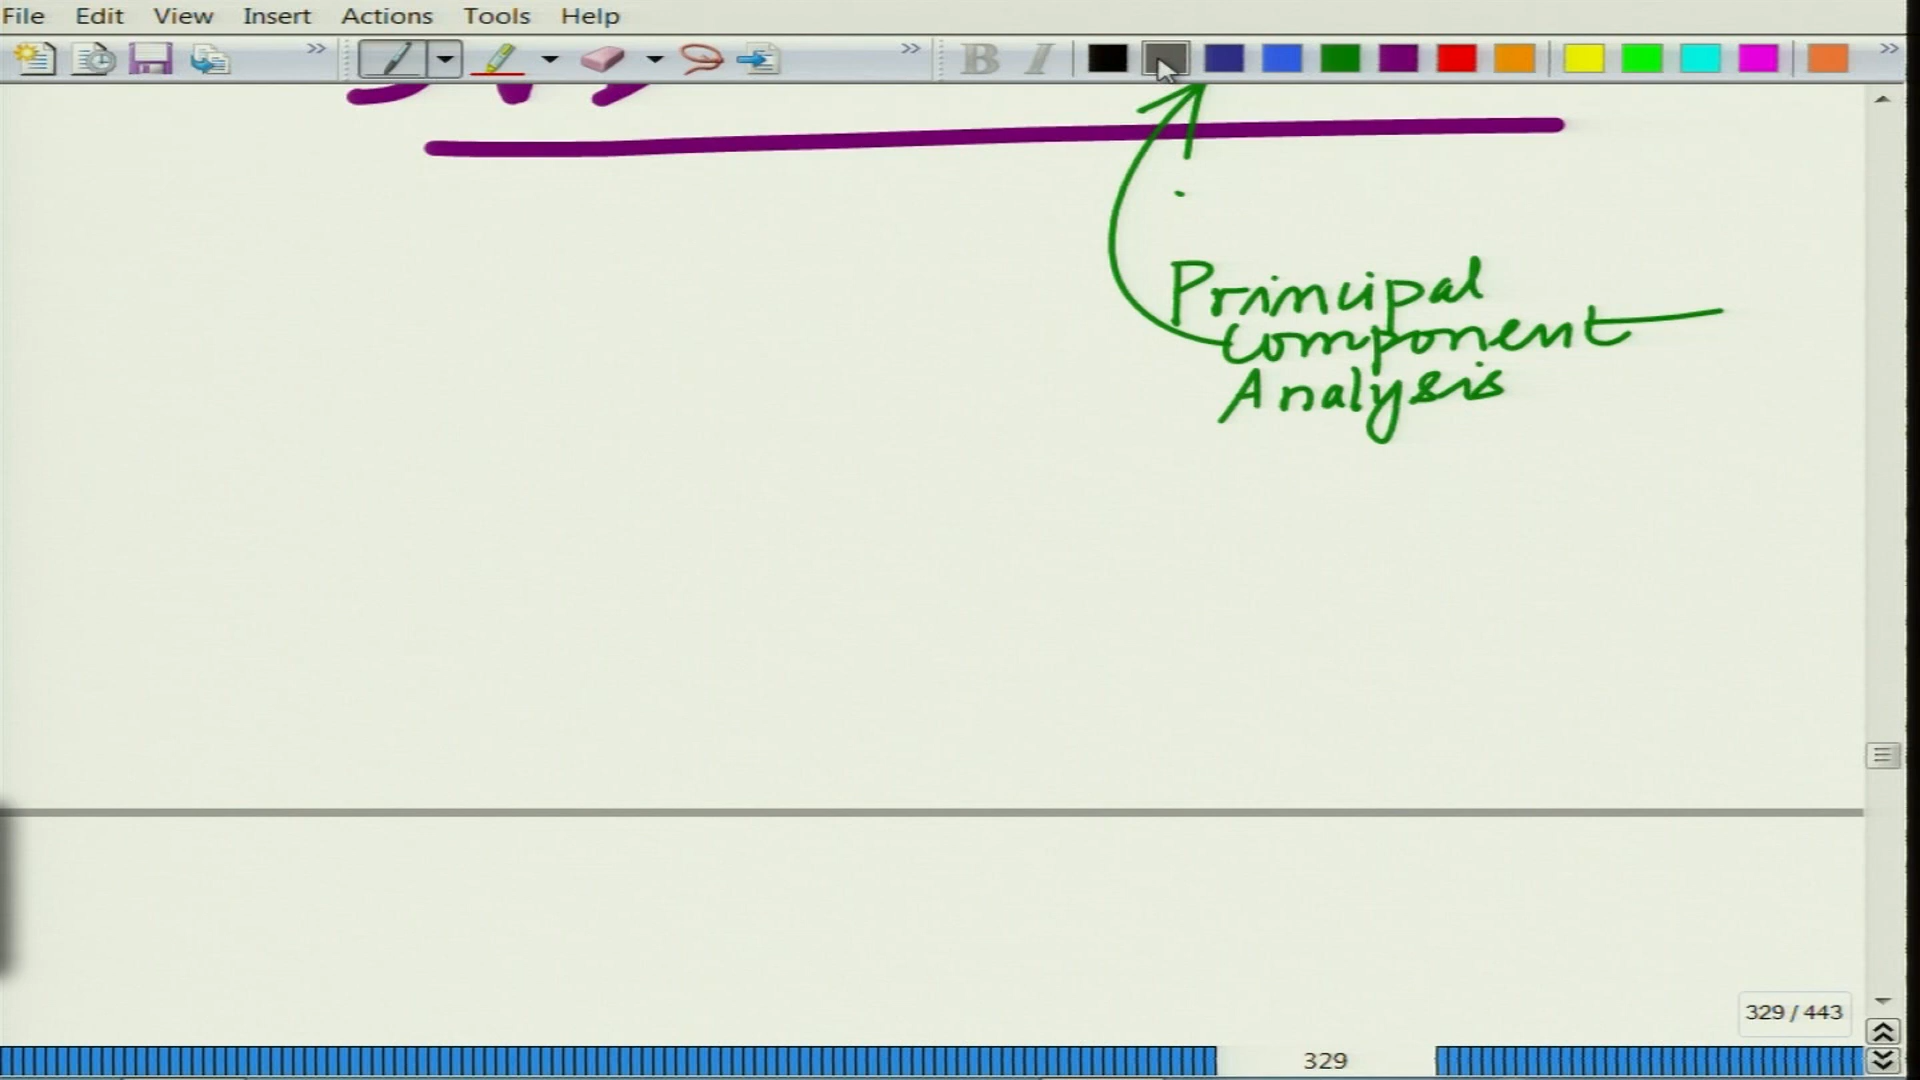 File Edit View Insert Actions Tools Help
B I
Principal
Component
Analysis
329 / 443
329